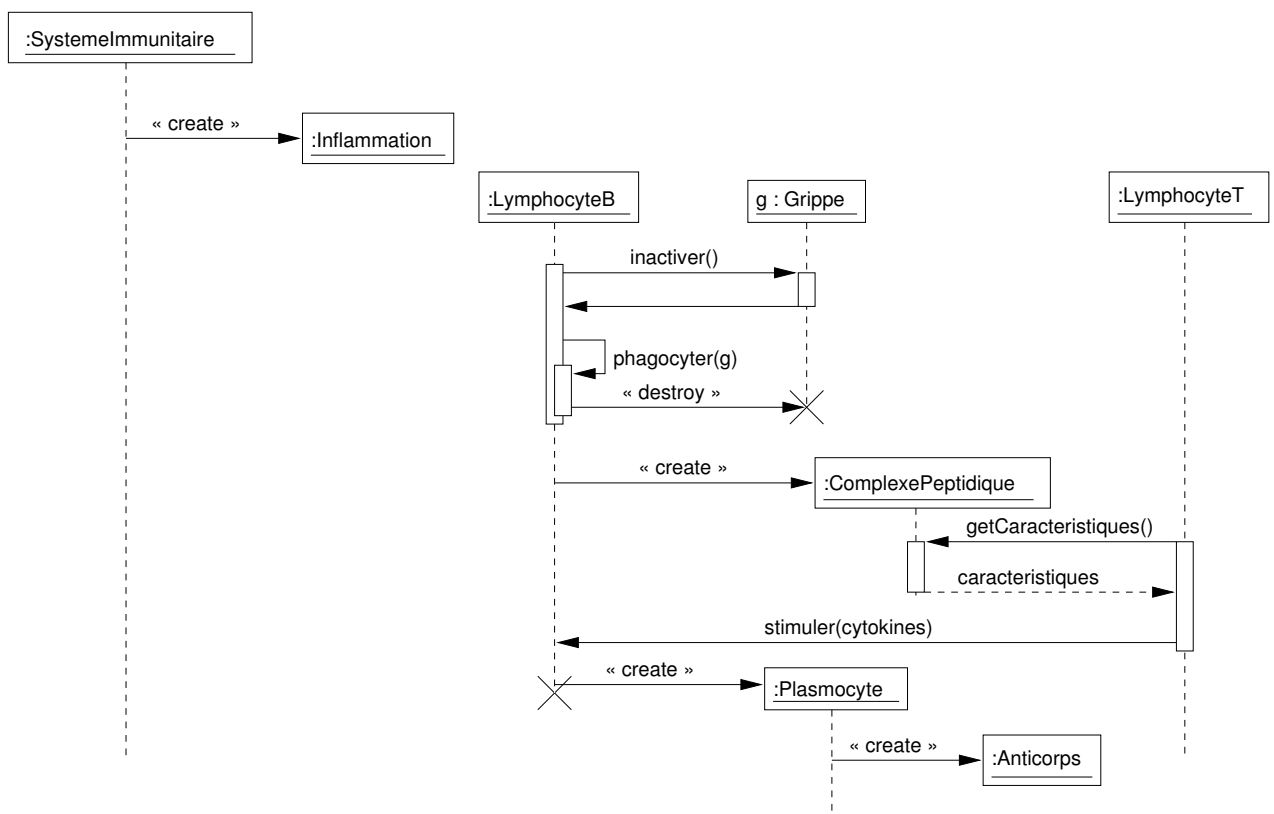 :SystemeImmunitaire
« create »
:Inflammation
:LymphocyteB
g : Grippe
:LymphocyteT
inactiver()
phagocyter(g)
« destroy »
« create »
:ComplexePeptidique
getCaracteristiques()
caracteristiques
stimuler(cytokines)
« create »
:Plasmocyte
« create »
:Anticorps